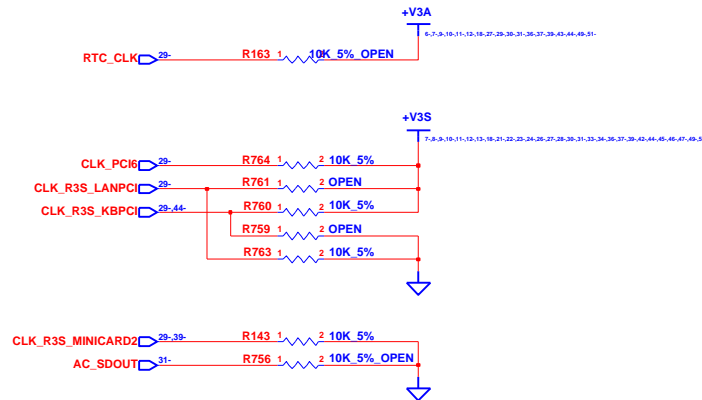 +V3A
6-,7-,9-,10-,11-,12-,18-,27-,29-,30-,31-,36-,37-,39-,43-,44-,49-,51-
RTC_CLK 29- R163 1 10K_5%_OPEN
+V3S
7-,8-,9-,10-,11-,12-,13-,18-,21-,22-,23-,24-,26-,27-,28-,30-,31-,33-,34-,36-,37-,39-,42-,44-,45-,46-,47-,49-,5
CLK_PCI6 29- R764 1 2 10K_5%
CLK_R3S_LANPCI 29- R761 1 2 OPEN
CLK_R3S_KBPCI 29-,44- R760 1 2 10K_5%
R759 1 2 OPEN
R763 1 2 10K_5%
CLK_R3S_MINICARD2 29-,39- R143 1 2 10K_5%
AC_SDOUT 31- R756 1 2 10K_5%_OPEN